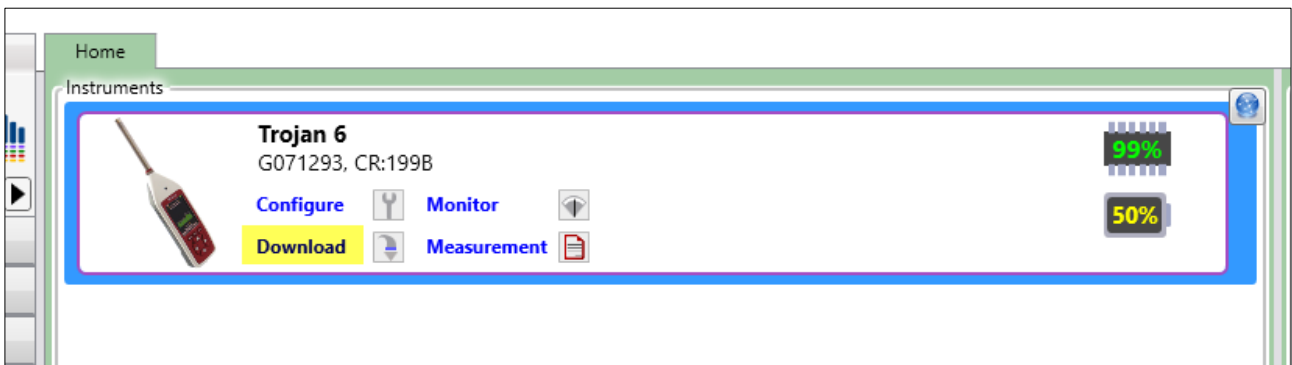 Home
Instruments
Trojan 6
G071293, CR:199B
99%
Configure Monitor
50%
Download Measurement